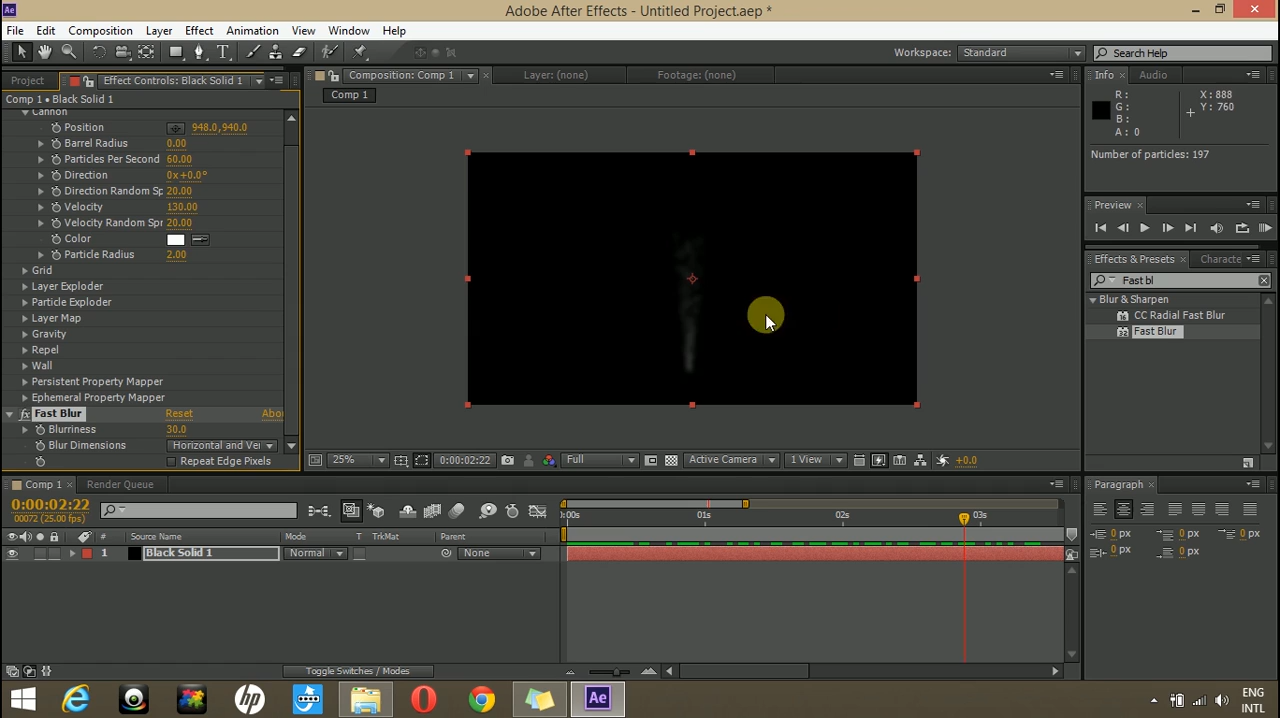 Ae
Adobe After Effects - Untitled Project.aep *
File Edit Composition Layer Effect Animation View Window Help
Workspace: Standard
Search Help
Project
Effect Controls: Black Solid 1
Comp 1 • Black Solid 1
Cannon
Position 948.0,940.0
Barrel Radius 0.00
Particles Per Second 60.00
Direction 0x+0.0°
Direction Random Sp 20.00
Velocity 130.00
Velocity Random Spr 20.00
Color
Particle Radius 2.00
Grid
Layer Exploder
Particle Exploder
Layer Map
Gravity
Repel
Wall
Persistent Property Mapper
Ephemeral Property Mapper
fx Fast Blur Reset Abou
Blurriness 30.0
Blur Dimensions Horizontal and Ver
Repeat Edge Pixels
Composition: Comp 1
Layer: (none)
Footage: (none)
Comp 1
25% 0:00:02:22 Full Active Camera 1 View +0.0
Info Audio
R : X : 888
G : Y : 760
B :
A : 0
Number of particles: 197
Preview
Effects & Presets Characte
Fast bl
Blur & Sharpen
CC Radial Fast Blur
Fast Blur
Paragraph
0 px 0 px 0 px
0 px 0 px
Comp 1 Render Queue
0:00:02:22
00072 (25.00 fps)
:00s 01s 02s 03s
# Source Name Mode T TrkMat Parent
1 Black Solid 1 Normal None
Toggle Switches / Modes
hp
Ae
ENG
INTL